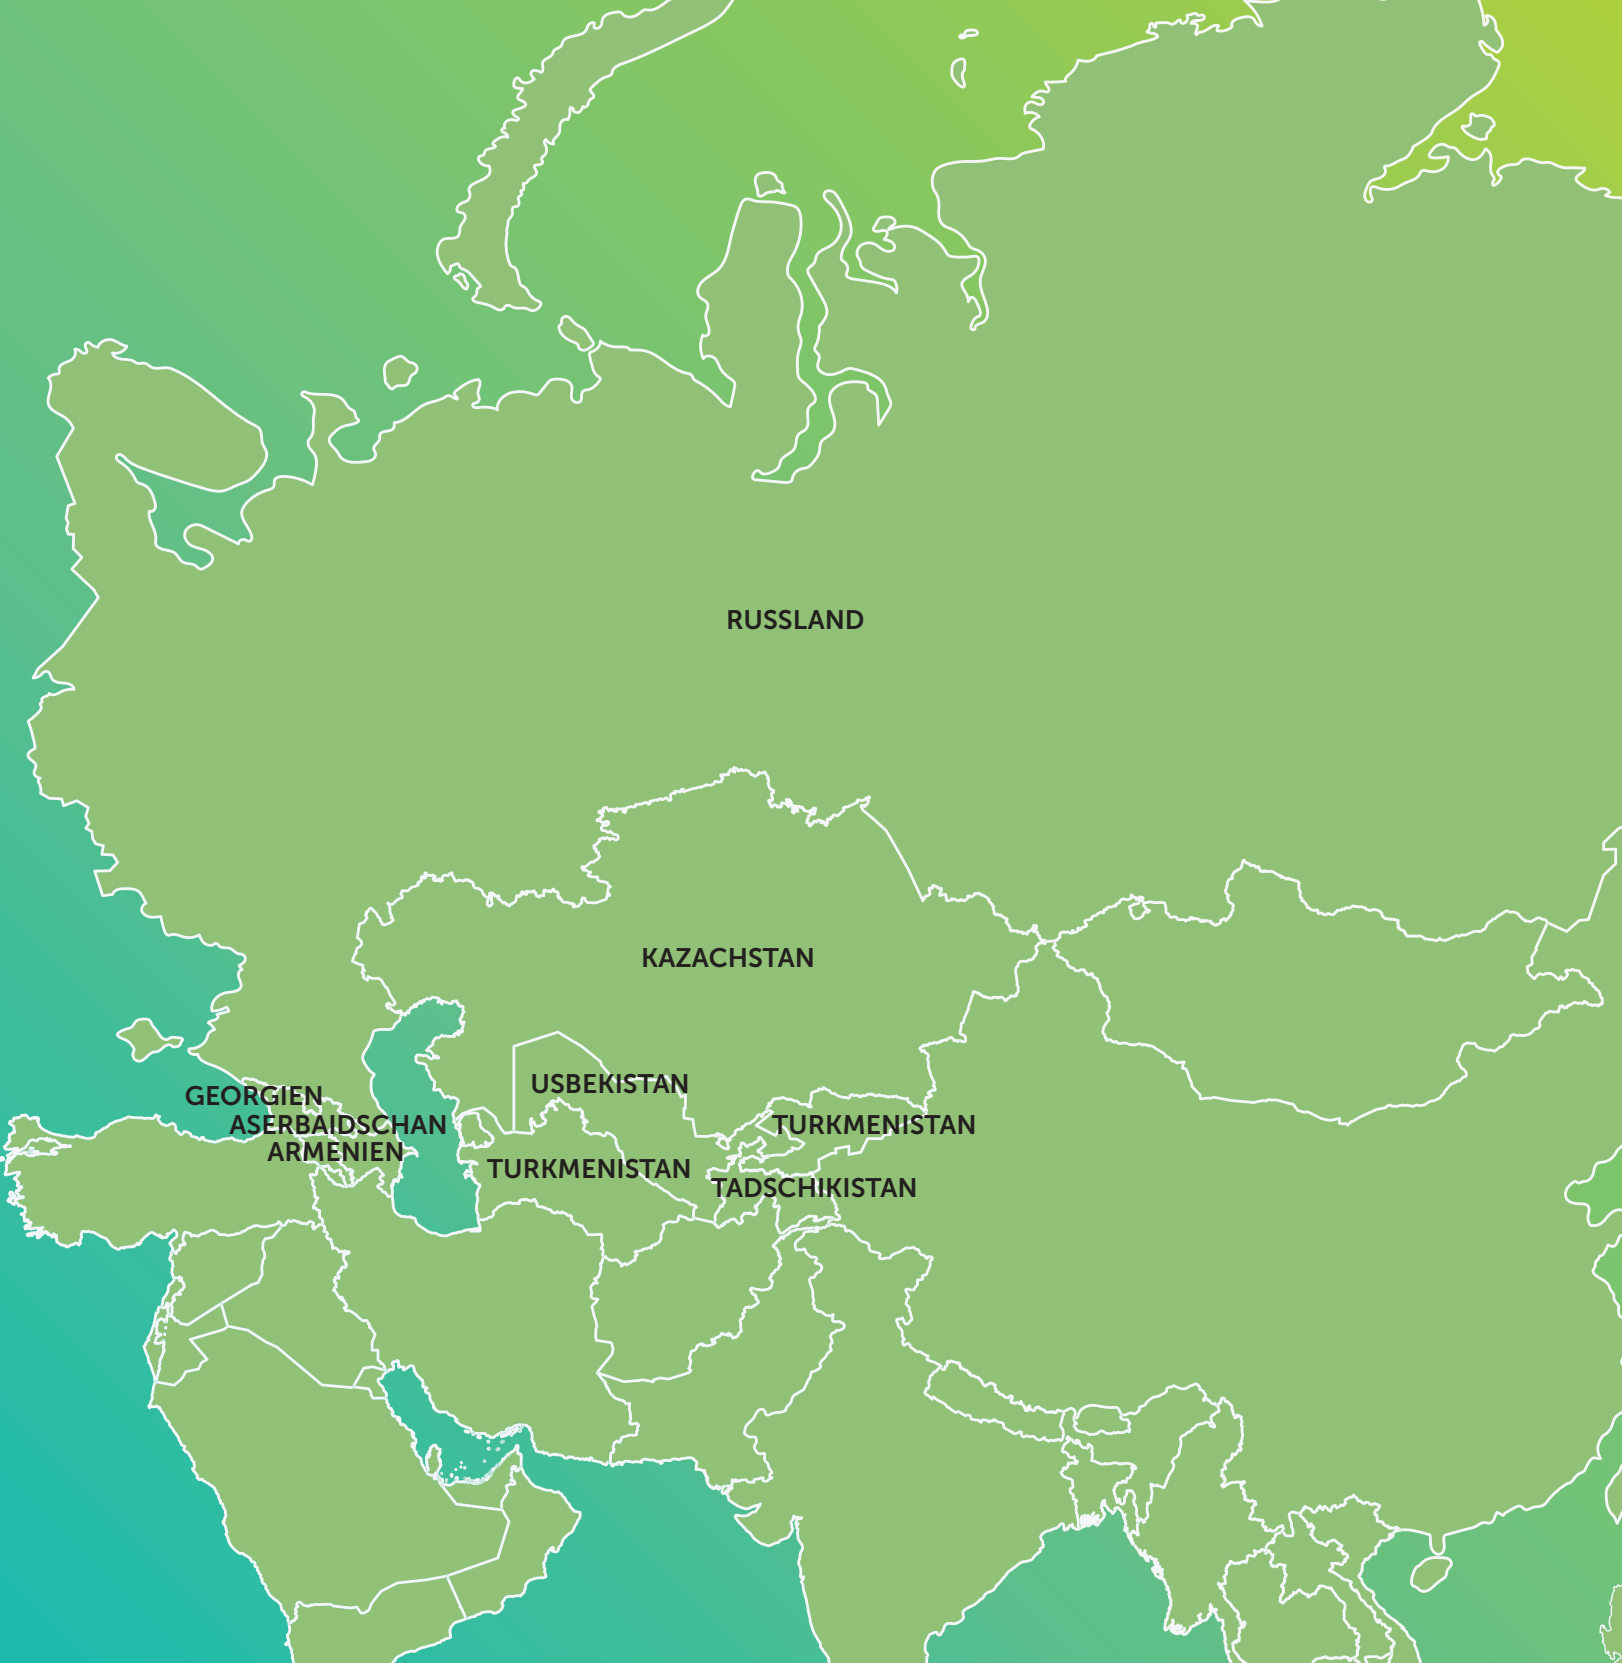 RUSSLAND
KAZACHSTAN
USBEKISTAN
GEORGIEN
ASERBAIDSCHAN
TURKMENISTAN
ARMENIEN
TURKMENISTAN
TADSCHIKISTAN